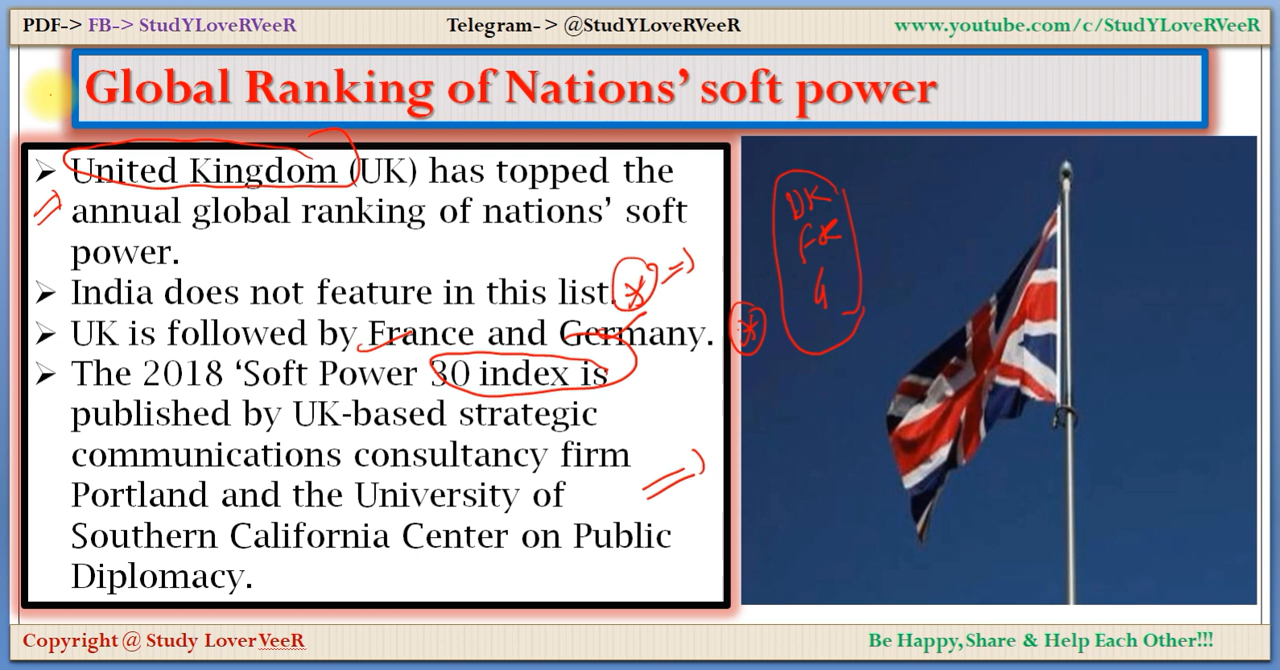 PDF-> FB-> StudYLoveRVeeR
Telegram-> @StudYLoveRVeeR
www.youtube.com/c/StudYLoveRVeeR
Global Ranking of Nations' soft power
➢ United Kingdom (UK) has topped the
annual global ranking of nations' soft
power.
➢ India does not feature in this list.
➢ UK is followed by France and Germany.
➢ The 2018 'Soft Power 30 index is
published by UK-based strategic
communications consultancy firm
Portland and the University of
Southern California Center on Public
Diplomacy.
UK
FR
G
Copyright @ Study LoverVeeR
Be Happy,Share & Help Each Other!!!